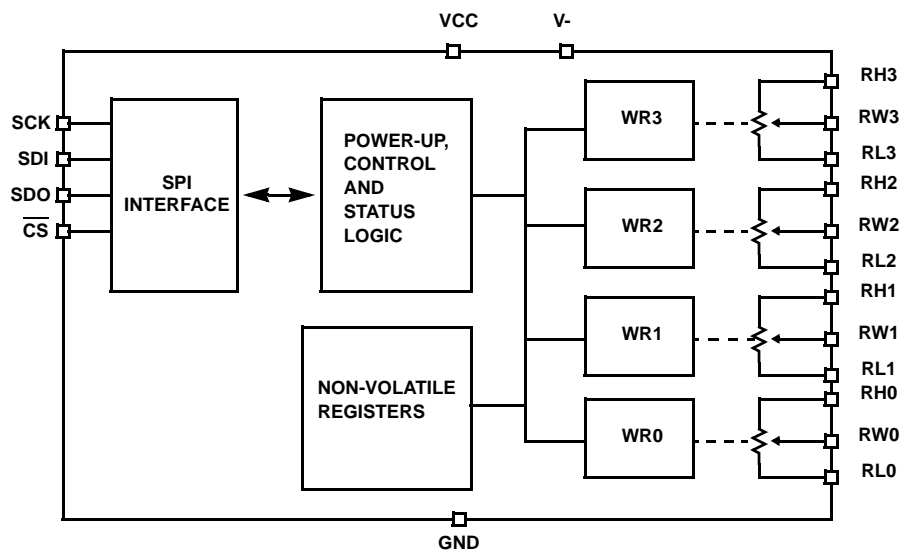 VCC
V-
SCK
SDI
SDO
CS
SPI
INTERFACE
POWER-UP,
CONTROL
AND
STATUS
LOGIC
NON-VOLATILE
REGISTERS
WR3
WR2
WR1
WR0
RH3
RW3
RL3
RH2
RW2
RL2
RH1
RW1
RL1
RH0
RW0
RL0
GND